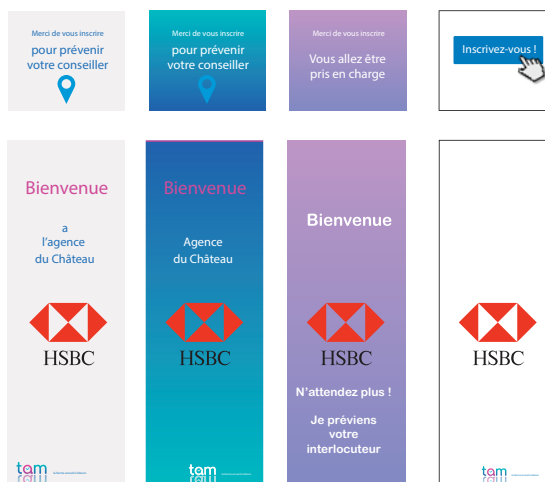 Merci de vous inscrire
pour prévenir
votre conseiller
Merci de vous inscrire
pour prévenir
votre conseiller
Merci de vous inscrire
Vous allez être
pris en charge
Inscrivez-vous !
Bienvenue
a
l'agence
du Château
HSBC
tam
Bienvenue
Agence
du Château
HSBC
tam
Bienvenue
HSBC
N'attendez plus !
Je préviens
votre
interlocuteur
HSBC
tam